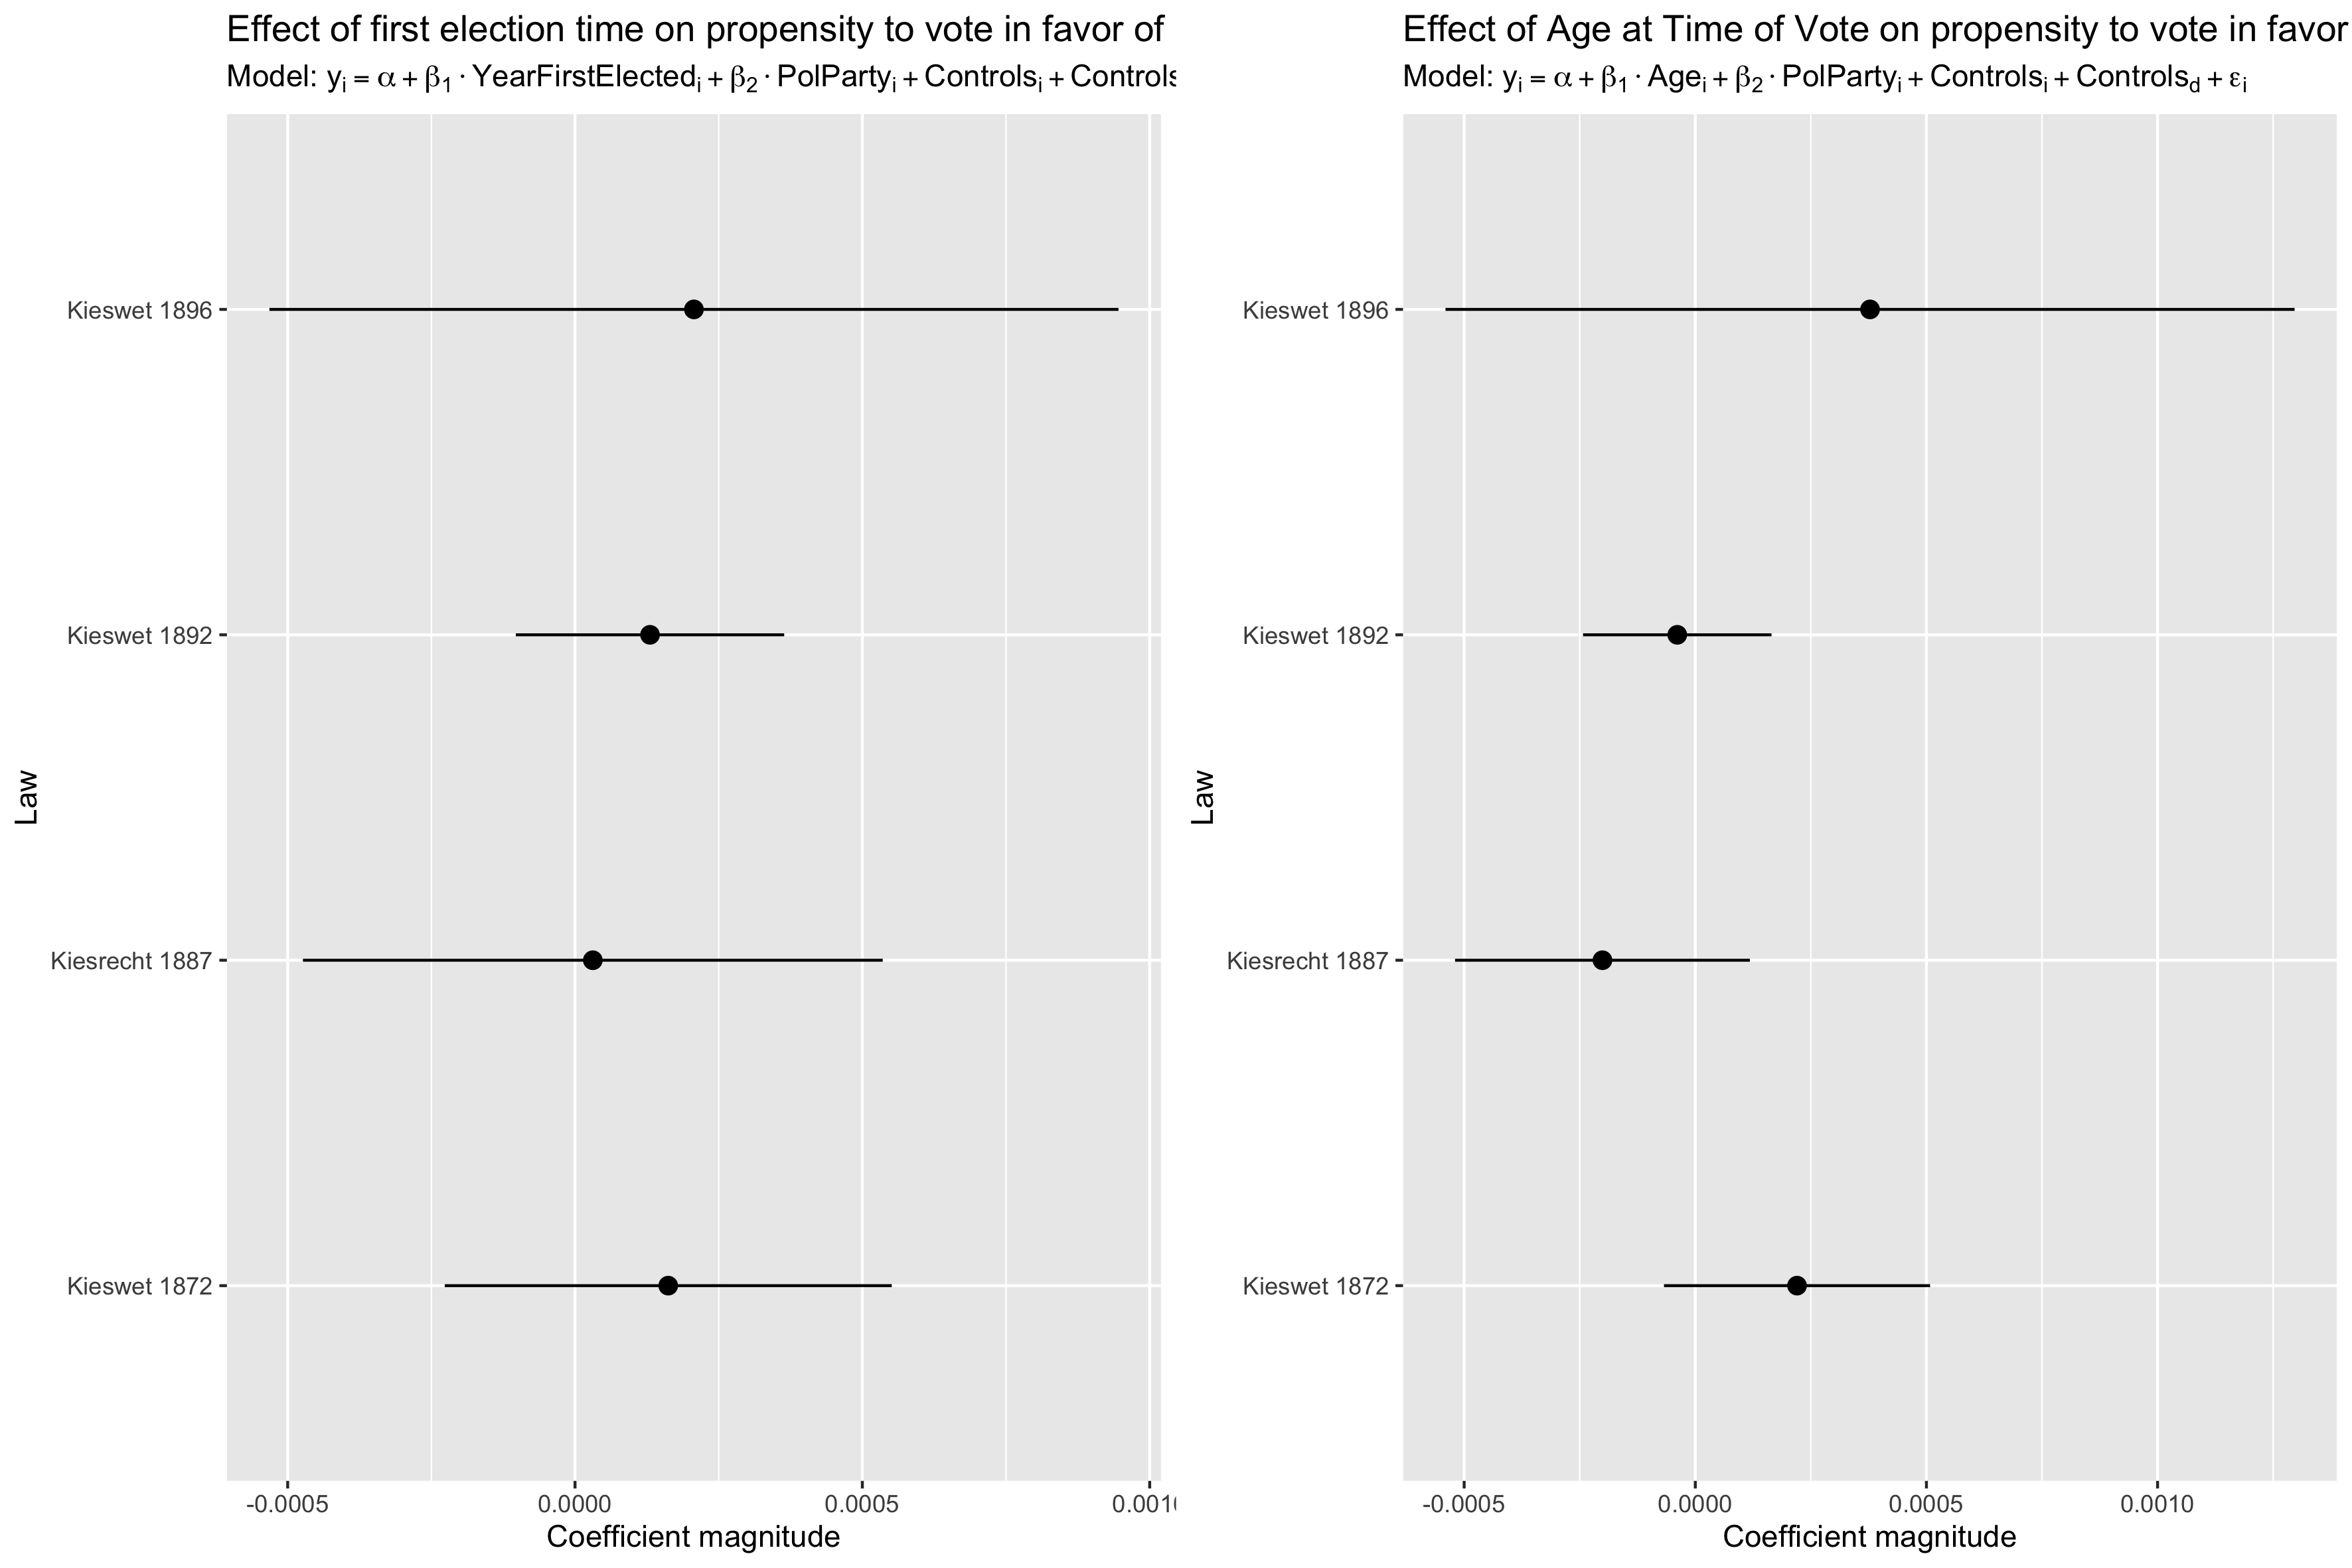 Effect of first election time on propensity to vote in favor of
Model: yᵢ = α + β₁ · YearFirstElectedᵢ + β₂ · PolPartyᵢ + Controlsᵢ + Controls
Law
Kieswet 1896
Kieswet 1892
Kiesrecht 1887
Kieswet 1872
-0.0005 0.0000 0.0005 0.001
Coefficient magnitude
Effect of Age at Time of Vote on propensity to vote in favor
Model: yᵢ = α + β₁ · Ageᵢ + β₂ · PolPartyᵢ + Controlsᵢ + Controls_d + εᵢ
Law
Kieswet 1896
Kieswet 1892
Kiesrecht 1887
Kieswet 1872
-0.0005 0.0000 0.0005 0.0010
Coefficient magnitude